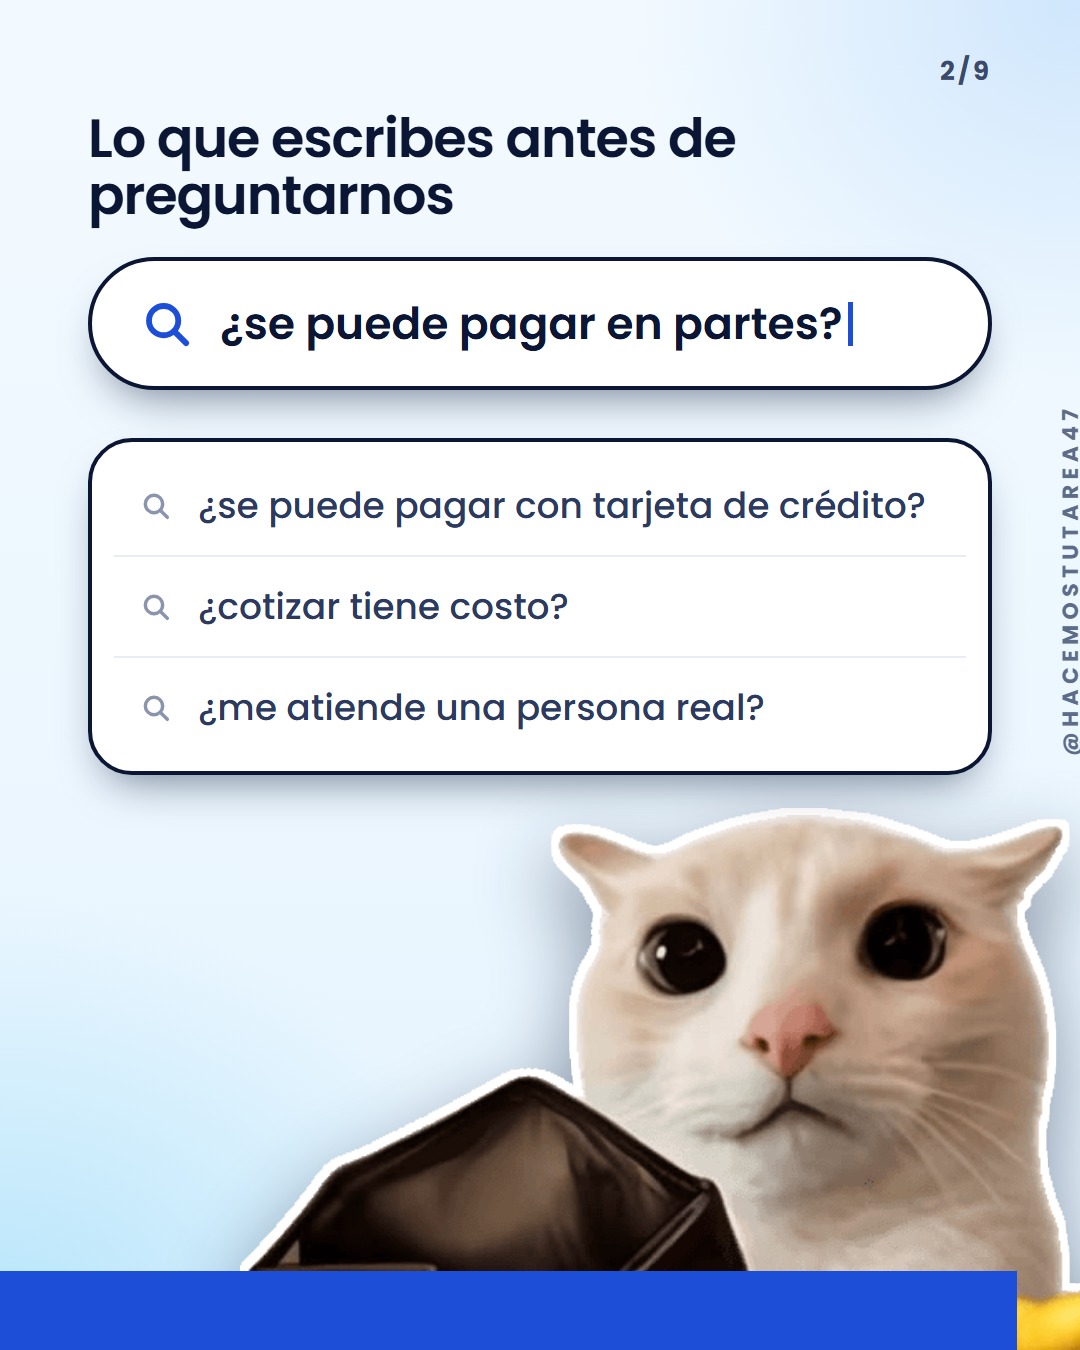 2/9
Lo que escribes antes de
preguntarnos
¿se puede pagar en partes?
¿se puede pagar con tarjeta de crédito?
¿cotizar tiene costo?
¿me atiende una persona real?
@HACEMOSTUTAREA47